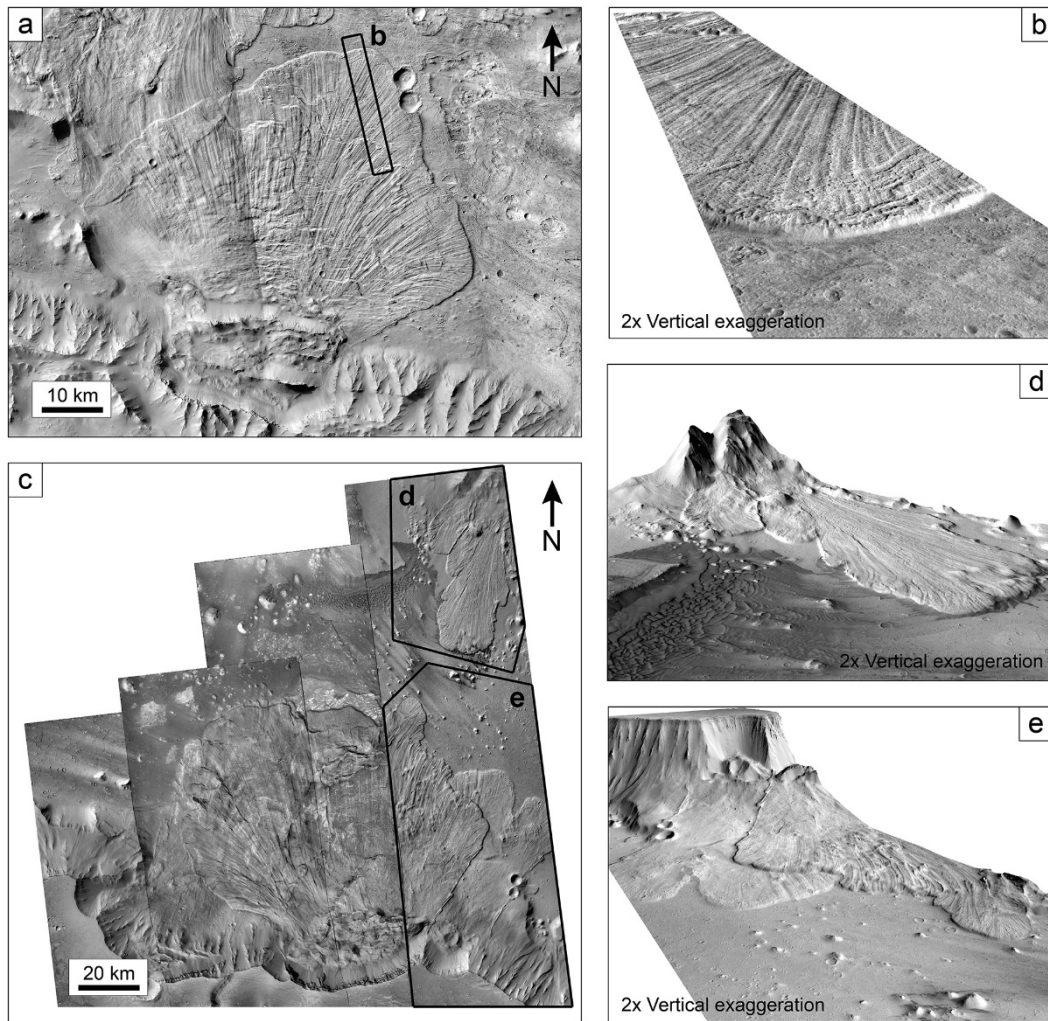 a
b
N
10 km
b
2x Vertical exaggeration
c
d
N
e
20 km
d
2x Vertical exaggeration
e
2x Vertical exaggeration